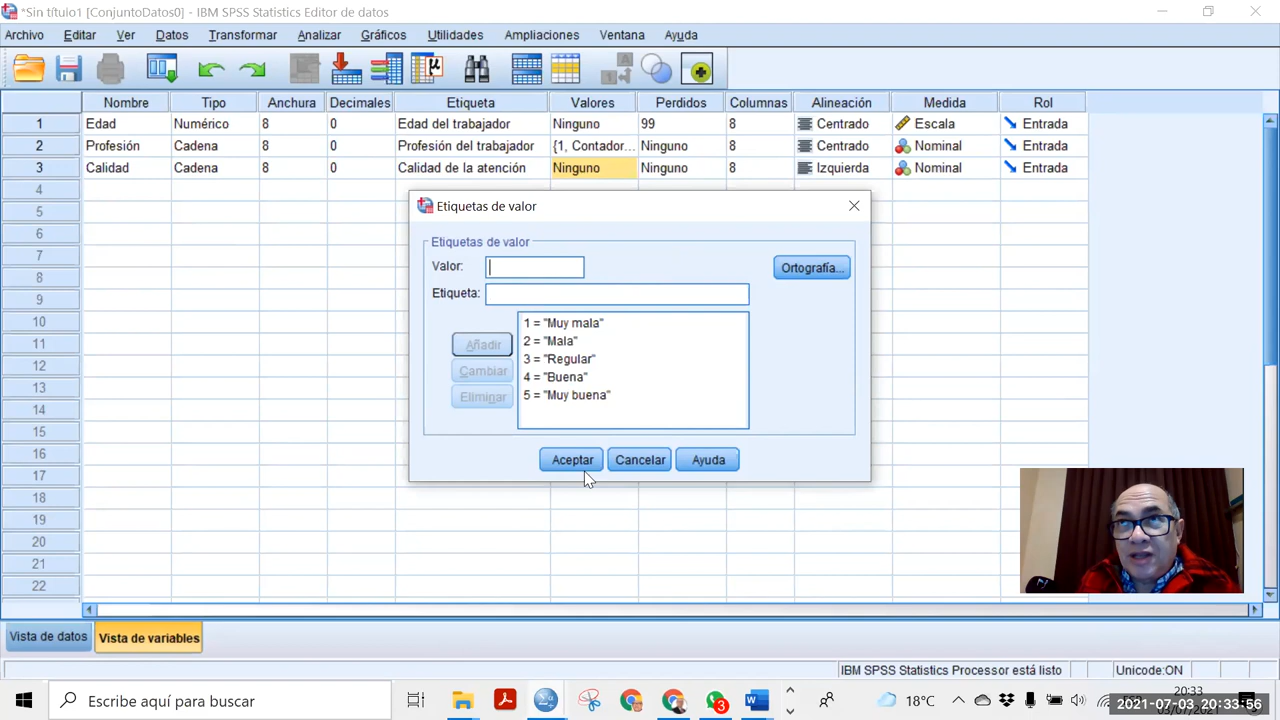 *Sin título1 [ConjuntoDatos0] - IBM SPSS Statistics Editor de datos
Archivo Editar Ver Datos Transformar Analizar Gráficos Utilidades Ampliaciones Ventana Ayuda
Nombre Tipo Anchura Decimales Etiqueta Valores Perdidos Columnas Alineación Medida Rol
1 Edad Numérico 8 0 Edad del trabajador Ninguno 99 8 Centrado Escala Entrada
2 Profesión Cadena 8 0 Profesión del trabajador {1, Contador... Ninguno 8 Centrado Nominal Entrada
3 Calidad Cadena 8 0 Calidad de la atención Ninguno Ninguno 8 Izquierda Nominal Entrada
4
5
6
7
8
9
10
11
12
13
14
15
16
17
18
19
20
21
22
Etiquetas de valor
Etiquetas de valor
Valor:
Ortografía...
Etiqueta:
1 = "Muy mala"
2 = "Mala"
3 = "Regular"
4 = "Buena"
5 = "Muy buena"
Añadir
Cambiar
Eliminar
Aceptar Cancelar Ayuda
Vista de datos Vista de variables
IBM SPSS Statistics Processor está listo Unicode:ON
Escribe aquí para buscar
3
18°C
20:33
2021-07-03 20:33:56